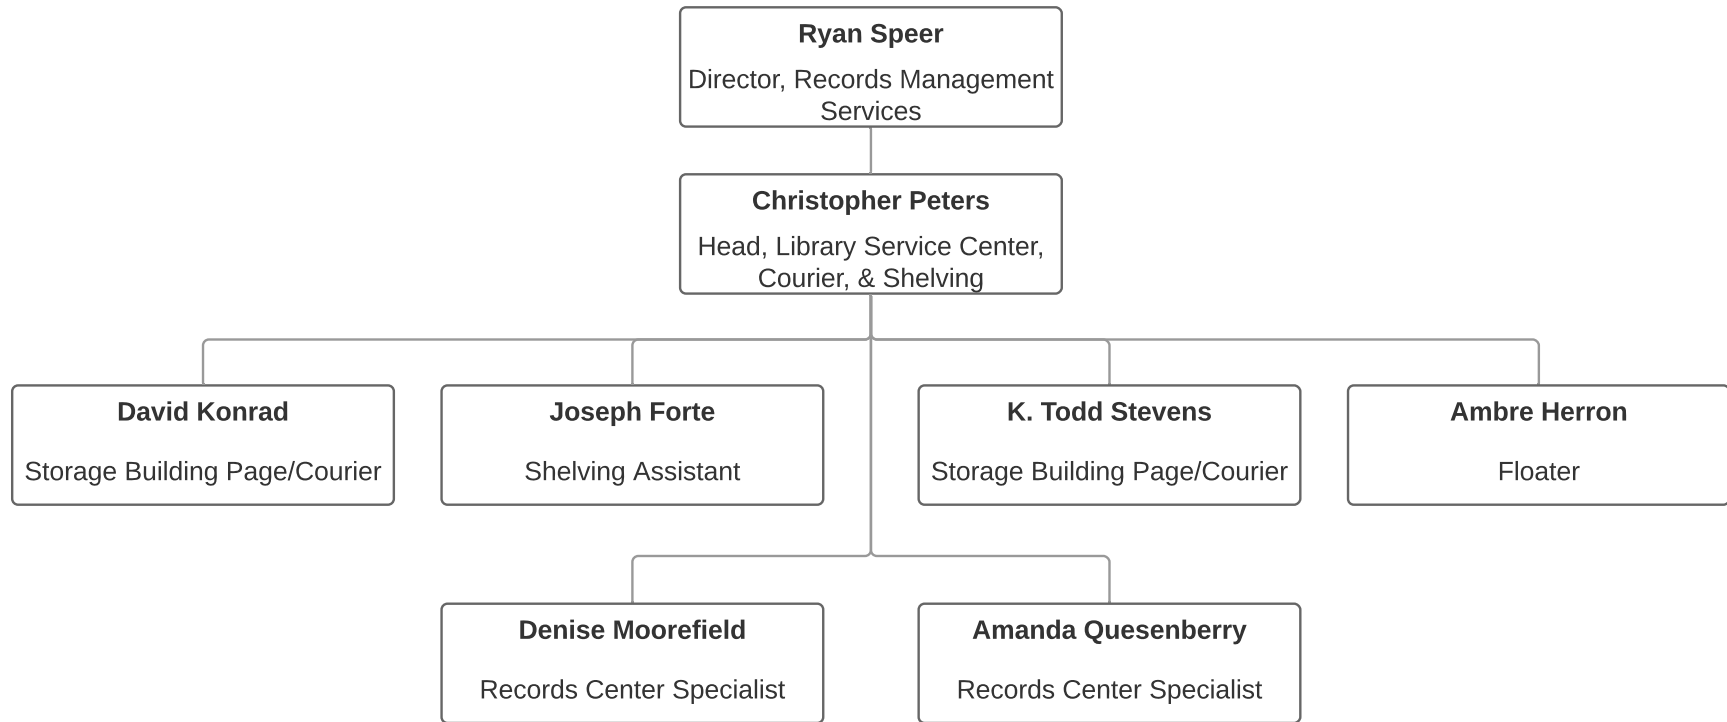 Ryan Speer
Director, Records Management
Services
Christopher Peters
Head, Library Service Center,
Courier, & Shelving
David Konrad
Storage Building Page/Courier
Joseph Forte
Shelving Assistant
K. Todd Stevens
Storage Building Page/Courier
Ambre Herron
Floater
Denise Moorefield
Records Center Specialist
Amanda Quesenberry
Records Center Specialist